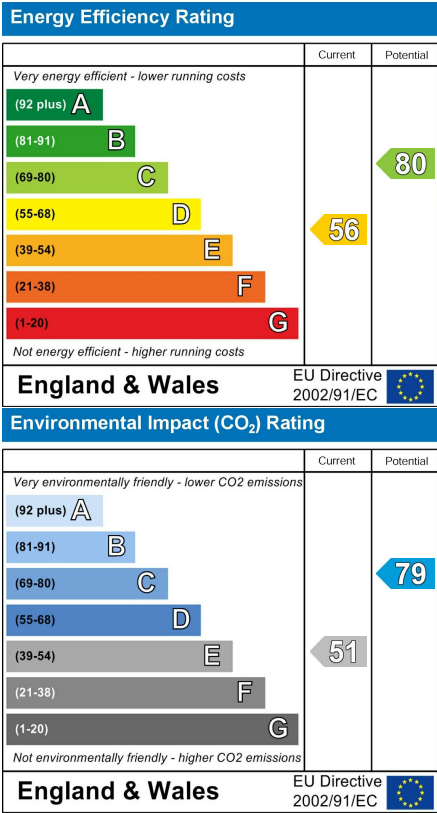 Energy Efficiency Rating
Current Potential
Very energy efficient - lower running costs
(92 plus) A
(81-91) B
(69-80) C
(55-68) D
(39-54) E
(21-38) F
(1-20) G
80
56
Not energy efficient - higher running costs
England & Wales
EU Directive
2002/91/EC
Environmental Impact (CO₂) Rating
Current Potential
Very environmentally friendly - lower CO2 emissions
(92 plus) A
(81-91) B
(69-80) C
(55-68) D
(39-54) E
(21-38) F
(1-20) G
79
51
Not environmentally friendly - higher CO2 emissions
England & Wales
EU Directive
2002/91/EC